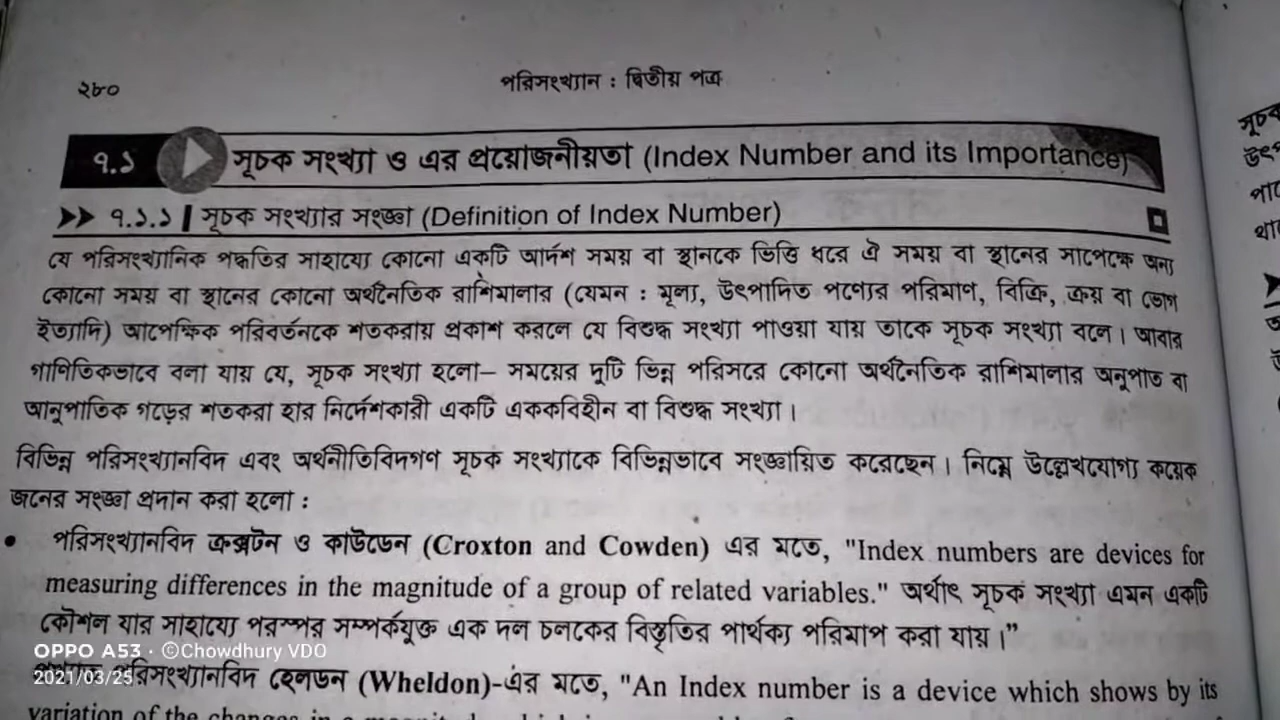 ২৮০
পরিসংখ্যান : দ্বিতীয় পত্র
৭.১ সূচক সংখ্যা ও এর প্রয়োজনীয়তা (Index Number and its Importance)
৭.১.১ সূচক সংখ্যার সংজ্ঞা (Definition of Index Number)
যে পরিসংখ্যানিক পদ্ধতির সাহায্যে কোনো একটি আর্দশ সময় বা স্থানকে ভিত্তি ধরে ঐ সময় বা স্থানের সাপেক্ষে অন্য
কোনো সময় বা স্থানের কোনো অর্থনৈতিক রাশিমালার (যেমন : মূল্য, উৎপাদিত পণ্যের পরিমাণ, বিক্রি, ক্রয় বা ভোগ
ইত্যাদি) আপেক্ষিক পরিবর্তনকে শতকরায় প্রকাশ করলে যে বিশুদ্ধ সংখ্যা পাওয়া যায় তাকে সূচক সংখ্যা বলে। আবার
গাণিতিকভাবে বলা যায় যে, সূচক সংখ্যা হলো– সময়ের দুটি ভিন্ন পরিসরে কোনো অর্থনৈতিক রাশিমালার অনুপাত বা
আনুপাতিক গড়ের শতকরা হার নির্দেশকারী একটি এককবিহীন বা বিশুদ্ধ সংখ্যা।
বিভিন্ন পরিসংখ্যানবিদ এবং অর্থনীতিবিদগণ সূচক সংখ্যাকে বিভিন্নভাবে সংজ্ঞায়িত করেছেন। নিম্নে উল্লেখযোগ্য কয়েক
জনের সংজ্ঞা প্রদান করা হলো :
• পরিসংখ্যানবিদ ক্রক্সটন ও কাউডেন (Croxton and Cowden) এর মতে, "Index numbers are devices for
measuring differences in the magnitude of a group of related variables." অর্থাৎ সূচক সংখ্যা এমন একটি
কৌশল যার সাহায্যে পরস্পর সম্পর্কযুক্ত এক দল চলকের বিস্তৃতির পার্থক্য পরিমাপ করা যায়।”
OPPO A53 · ©Chowdhury VDO
2021/03/25
পরিসংখ্যানবিদ হেলডন (Wheldon)-এর মতে, "An Index number is a device which shows by its
variation of the changes in a